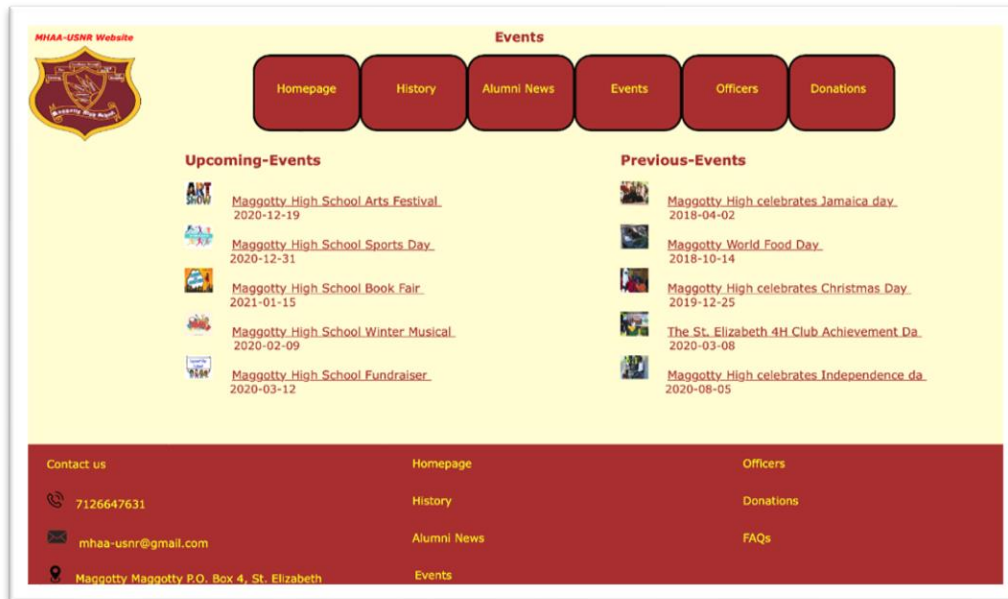 MHAA-USNR Website
Events
Maggotty High School
Homepage
History
Alumni News
Events
Officers
Donations
Upcoming-Events
ART
SHOW
Maggotty High School Arts Festival
2020-12-19
Maggotty High School Sports Day
2020-12-31
Maggotty High School Book Fair
2021-01-15
Maggotty High School Winter Musical
2020-02-09
Maggotty High School Fundraiser
2020-03-12
Previous-Events
Maggotty High celebrates Jamaica day
2018-04-02
Maggotty World Food Day
2018-10-14
Maggotty High celebrates Christmas Day
2019-12-25
The St. Elizabeth 4H Club Achievement Da
2020-03-08
Maggotty High celebrates Independence da
2020-08-05
Contact us
7126647631
mhaa-usnr@gmail.com
Maggotty Maggotty P.O. Box 4, St. Elizabeth
Homepage
History
Alumni News
Events
Officers
Donations
FAQs